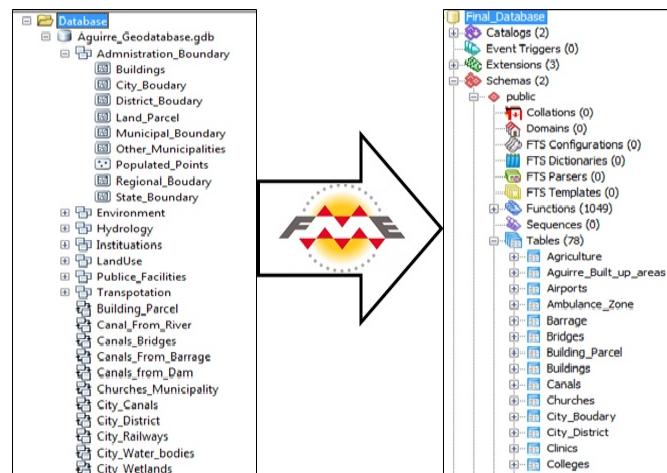 Database
Aguirre_Geodatabase.gdb
Admnistration_Boundary
Buildings
City_Boudary
District_Boudary
Land_Parcel
Municipal_Boundary
Other_Municipalities
Populated_Points
Regional_Boudary
State_Boundary
Environment
Hydrology
Instituations
LandUse
Publice_Facilities
Transpotation
Building_Parcel
Canal_From_River
Canals_Bridges
Canals_From_Barrage
Canals_from_Dam
Churches_Municipality
City_Canals
City_District
City_Railways
City_Water_bodies
City_Wetlands
FME
Final_Database
Catalogs (2)
Event Triggers (0)
Extensions (3)
Schemas (2)
public
Collations (0)
Domains (0)
FTS Configurations (0)
FTS Dictionaries (0)
FTS Parsers (0)
FTS Templates (0)
Functions (1049)
Sequences (0)
Tables (78)
Agriculture
Aguirre_Built_up_areas
Airports
Ambulance_Zone
Barrage
Bridges
Building_Parcel
Buildings
Canals
Churches
City_Boudary
City_District
Clinics
Colleges